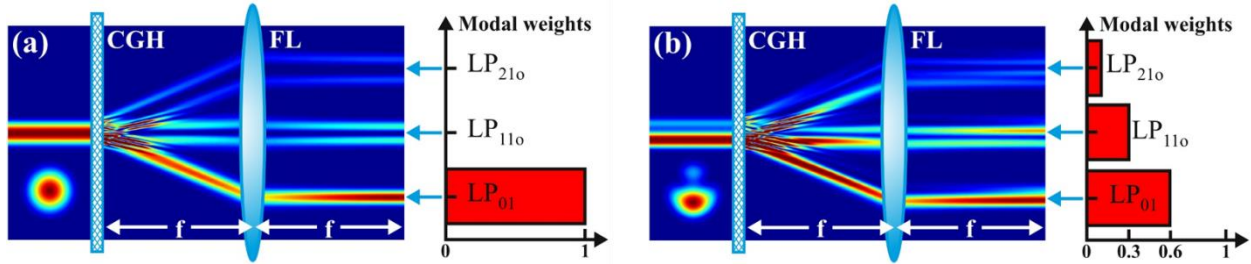 (a)
CGH
FL
Modal weights
LP21o
LP11o
LP01
f
f
0
1
(b)
CGH
FL
Modal weights
LP21o
LP11o
LP01
f
f
0
0.3
0.6
1